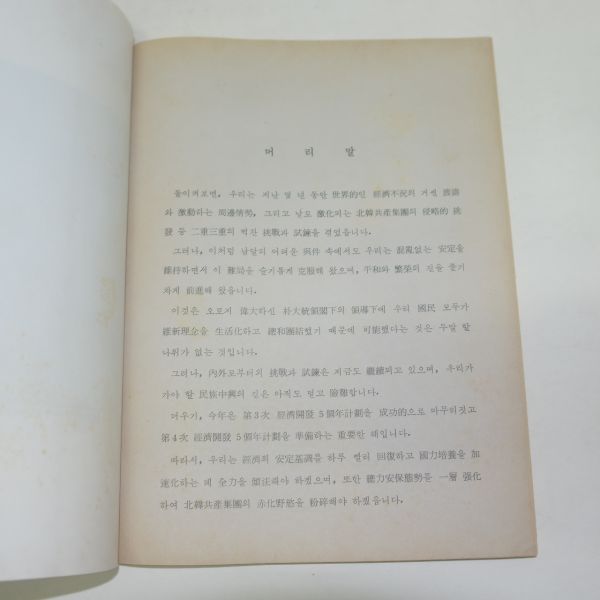 머 리 말
돌이켜보면, 우리는 지난 몇 년 동안 世界的인 經濟不況의 거센 波濤
와 激動하는 周邊情勢, 그리고 날로 激化되는 北韓共産集團의 侵略的 挑
發 등 二重三重의 벅찬 挑戰과 試鍊을 겪었읍니다.
그러나, 이처럼 남달리 어려운 與件 속에서도 우리는 混亂없는 安定을
維持하면서 이 難局을 슬기롭게 克服해 왔으며, 平和와 繁榮의 길을 줄기
차게 前進해 왔읍니다.
이것은 오로지 偉大하신 朴大統領閣下의 領導下에 우리 國民 모두가
維新理念을 生活化하고 總和團結했기 때문에 可能했다는 것은 두말 할
나위가 없는 것입니다.
그러나, 內外로부터의 挑戰과 試鍊은 지금도 繼續되고 있으며, 우리가
가야 할 民族中興의 길은 아직도 멀고 險難합니다.
더우기, 今年은 第3次 經濟開發 5個年計劃을 成功的으로 마무리짓고
第4次 經濟開發 5個年計劃을 準備하는 重要한 해입니다.
따라서, 우리는 經濟의 安定基調를 하루 빨리 回復하고 國力培養을 加
速化하는 데 全力을 傾注해야 하겠으며, 또한 總力安保態勢를 一層 强化
하여 北韓共産集團의 赤化野慾을 粉碎해야 하겠읍니다.